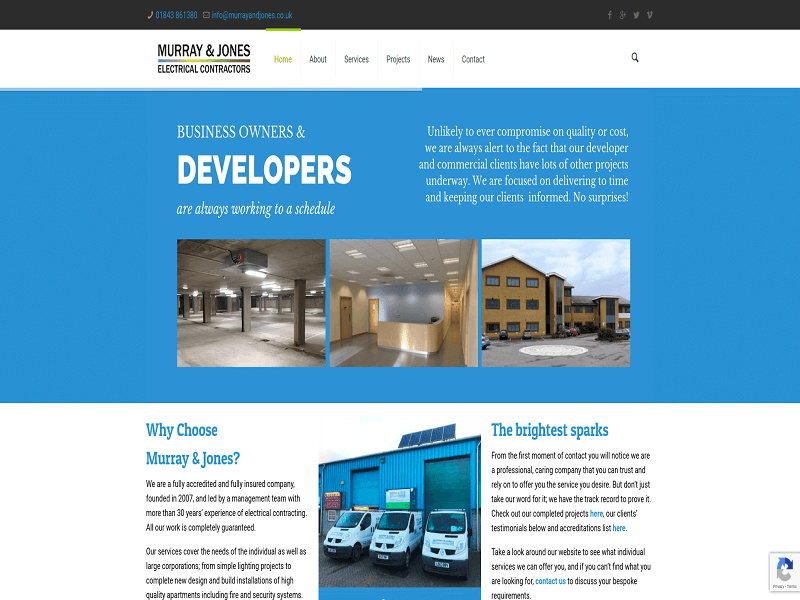 01843 861380 info@murrayandjones.co.uk
MURRAY & JONES
ELECTRICAL CONTRACTORS
Home About Services Projects News Contact
BUSINESS OWNERS &
DEVELOPERS
are always working to a schedule
Unlikely to ever compromise on quality or cost,
we are always alert to the fact that our developer
and commercial clients have lots of other projects
underway. We are focused on delivering to time
and keeping our clients informed. No surprises!
Why Choose
Murray & Jones?
We are a fully accredited and fully insured company,
founded in 2007, and led by a management team with
more than 30 years' experience of electrical contracting.
All our work is completely guaranteed.
Our services cover the needs of the individual as well as
large corporations; from simple lighting projects to
complete new design and build installations of high
quality apartments including fire and security systems.
The brightest sparks
From the first moment of contact you will notice we are
a professional, caring company that you can trust and
rely on to offer you the service you desire. But don't just
take our word for it; we have the track record to prove it.
Check out our completed projects here, our clients'
testimonials below and accreditations list here.
Take a look around our website to see what individual
services we can offer you, and if you can't find what you
are looking for, contact us to discuss your bespoke
requirements.
Privacy - Terms